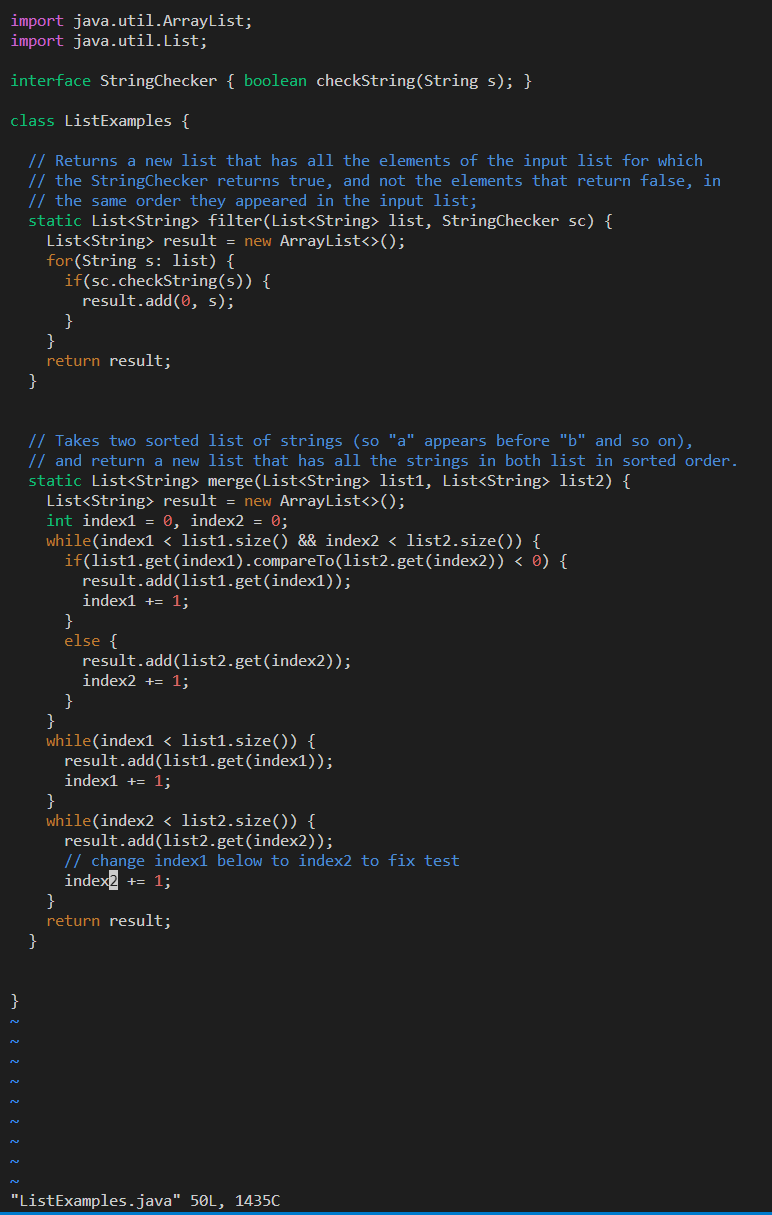 import java.util.ArrayList;
import java.util.List;

interface StringChecker { boolean checkString(String s); }

class ListExamples {

  // Returns a new list that has all the elements of the input list for which
  // the StringChecker returns true, and not the elements that return false, in
  // the same order they appeared in the input list;
  static List<String> filter(List<String> list, StringChecker sc) {
    List<String> result = new ArrayList<>();
    for(String s: list) {
      if(sc.checkString(s)) {
        result.add(0, s);
      }
    }
    return result;
  }


  // Takes two sorted list of strings (so "a" appears before "b" and so on),
  // and return a new list that has all the strings in both list in sorted order.
  static List<String> merge(List<String> list1, List<String> list2) {
    List<String> result = new ArrayList<>();
    int index1 = 0, index2 = 0;
    while(index1 < list1.size() && index2 < list2.size()) {
      if(list1.get(index1).compareTo(list2.get(index2)) < 0) {
        result.add(list1.get(index1));
        index1 += 1;
      }
      else {
        result.add(list2.get(index2));
        index2 += 1;
      }
    }
    while(index1 < list1.size()) {
      result.add(list1.get(index1));
      index1 += 1;
    }
    while(index2 < list2.size()) {
      result.add(list2.get(index2));
      // change index1 below to index2 to fix test
      index2 += 1;
    }
    return result;
  }


}
~
~
~
~
~
~
~
~
~
"ListExamples.java" 50L, 1435C